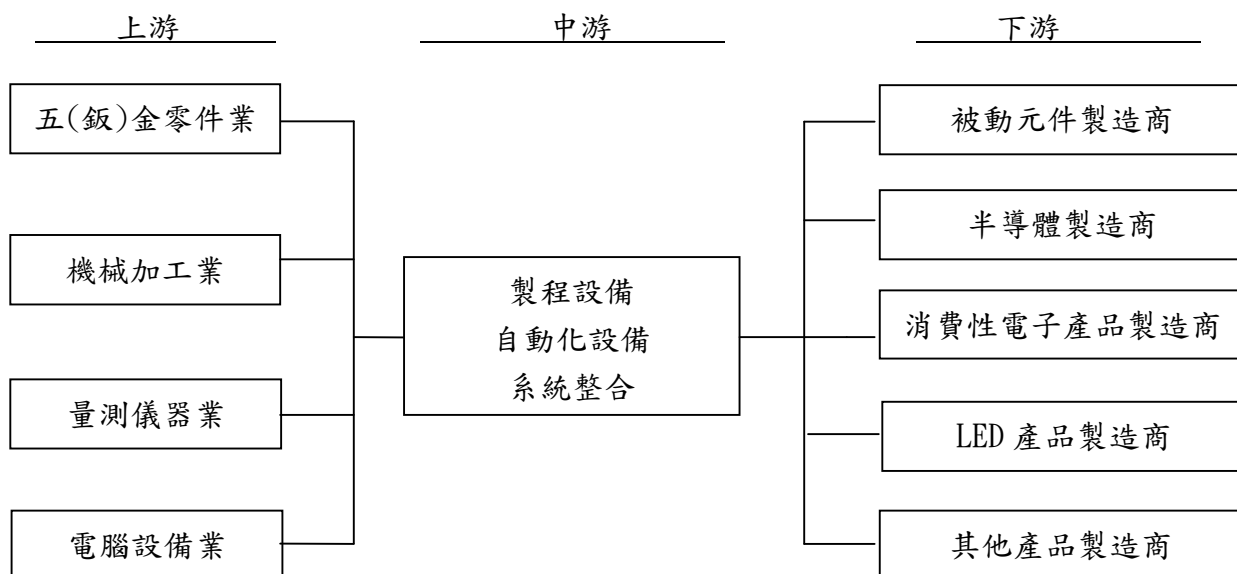 上游
中游
下游
五(鈑)金零件業
機械加工業
量測儀器業
電腦設備業
製程設備
自動化設備
系統整合
被動元件製造商
半導體製造商
消費性電子產品製造商
LED 產品製造商
其他產品製造商